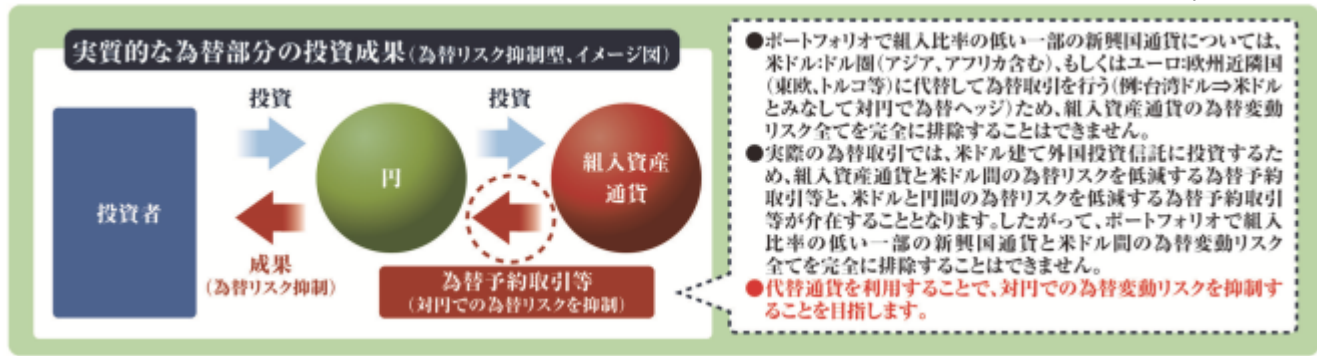 実質的な為替部分の投資成果(為替リスク抑制型、イメージ図)
投資
投資
投資者
円
組入資産
通貨
成果
(為替リスク抑制)
為替予約取引等
(対円での為替リスクを抑制)
●ポートフォリオで組入比率の低い一部の新興国通貨については、
米ドル:ドル圏(アジア、アフリカ含む)、もしくはユーロ:欧州近隣国
(東欧、トルコ等)に代替して為替取引を行う(例:台湾ドル⇒米ドル
とみなして対円で為替ヘッジ)ため、組入資産通貨の為替変動
リスク全てを完全に排除することはできません。
●実際の為替取引では、米ドル建て外国投資信託に投資するた
め、組入資産通貨と米ドル間の為替リスクを低減する為替予約
取引等と、米ドルと円間の為替リスクを低減する為替予約取引
等が介在することとなります。したがって、ポートフォリオで組入
比率の低い一部の新興国通貨と米ドル間の為替変動リスク
全てを完全に排除することはできません。
●代替通貨を利用することで、対円での為替変動リスクを抑制す
ることを目指します。